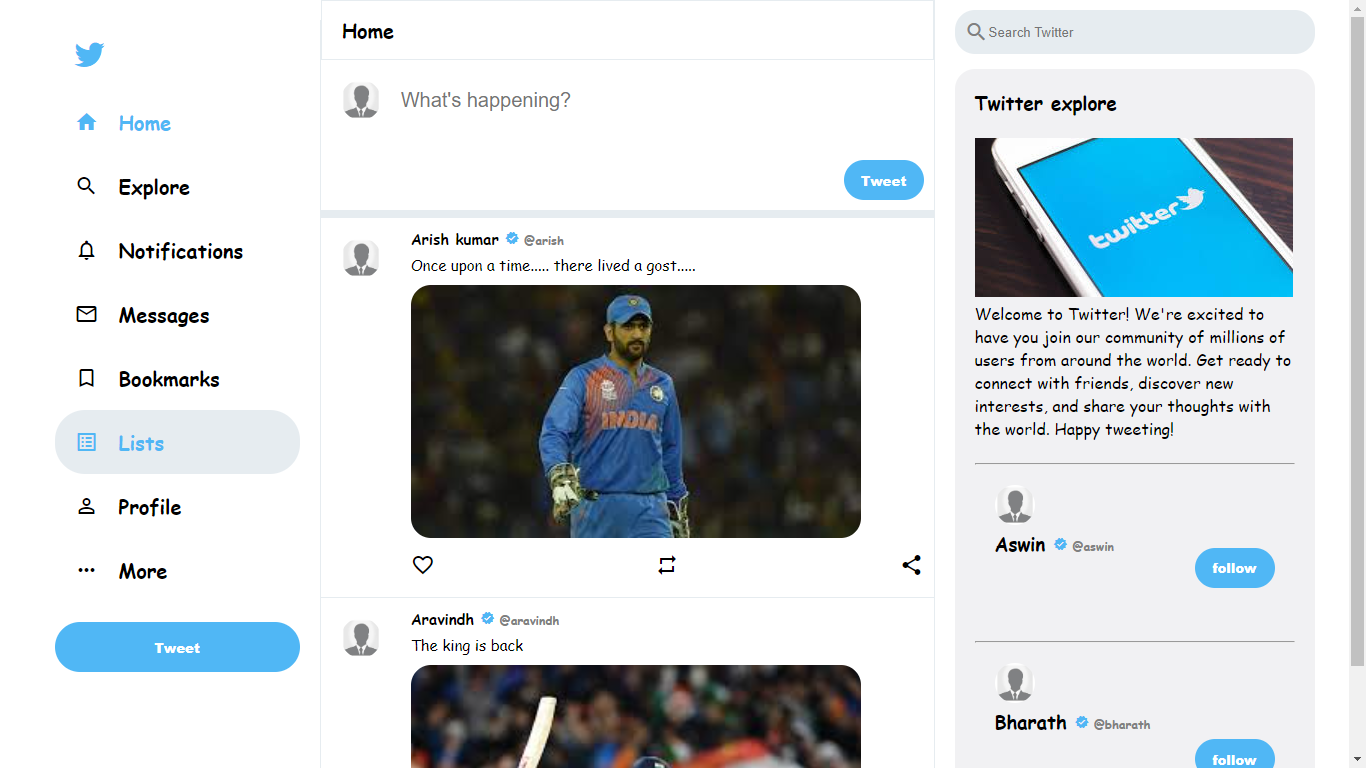 Home
Explore
Notifications
Messages
Bookmarks
Lists
Profile
More
Tweet
Home
What's happening?
Tweet
Arish kumar @arish
Once upon a time..... there lived a gost.....
INDIA
Aravindh @aravindh
The king is back
Search Twitter
Twitter explore
twitter
Welcome to Twitter! We're excited to
have you join our community of millions of
users from around the world. Get ready to
connect with friends, discover new
interests, and share your thoughts with
the world. Happy tweeting!
Aswin @aswin
follow
Bharath @bharath
follow